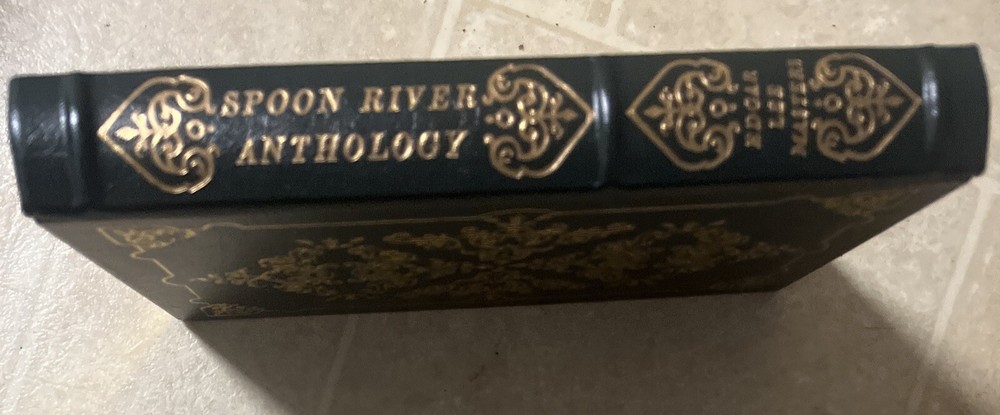 SPOON RIVER
ANTHOLOGY
EDGAR
LEE
MASTERS